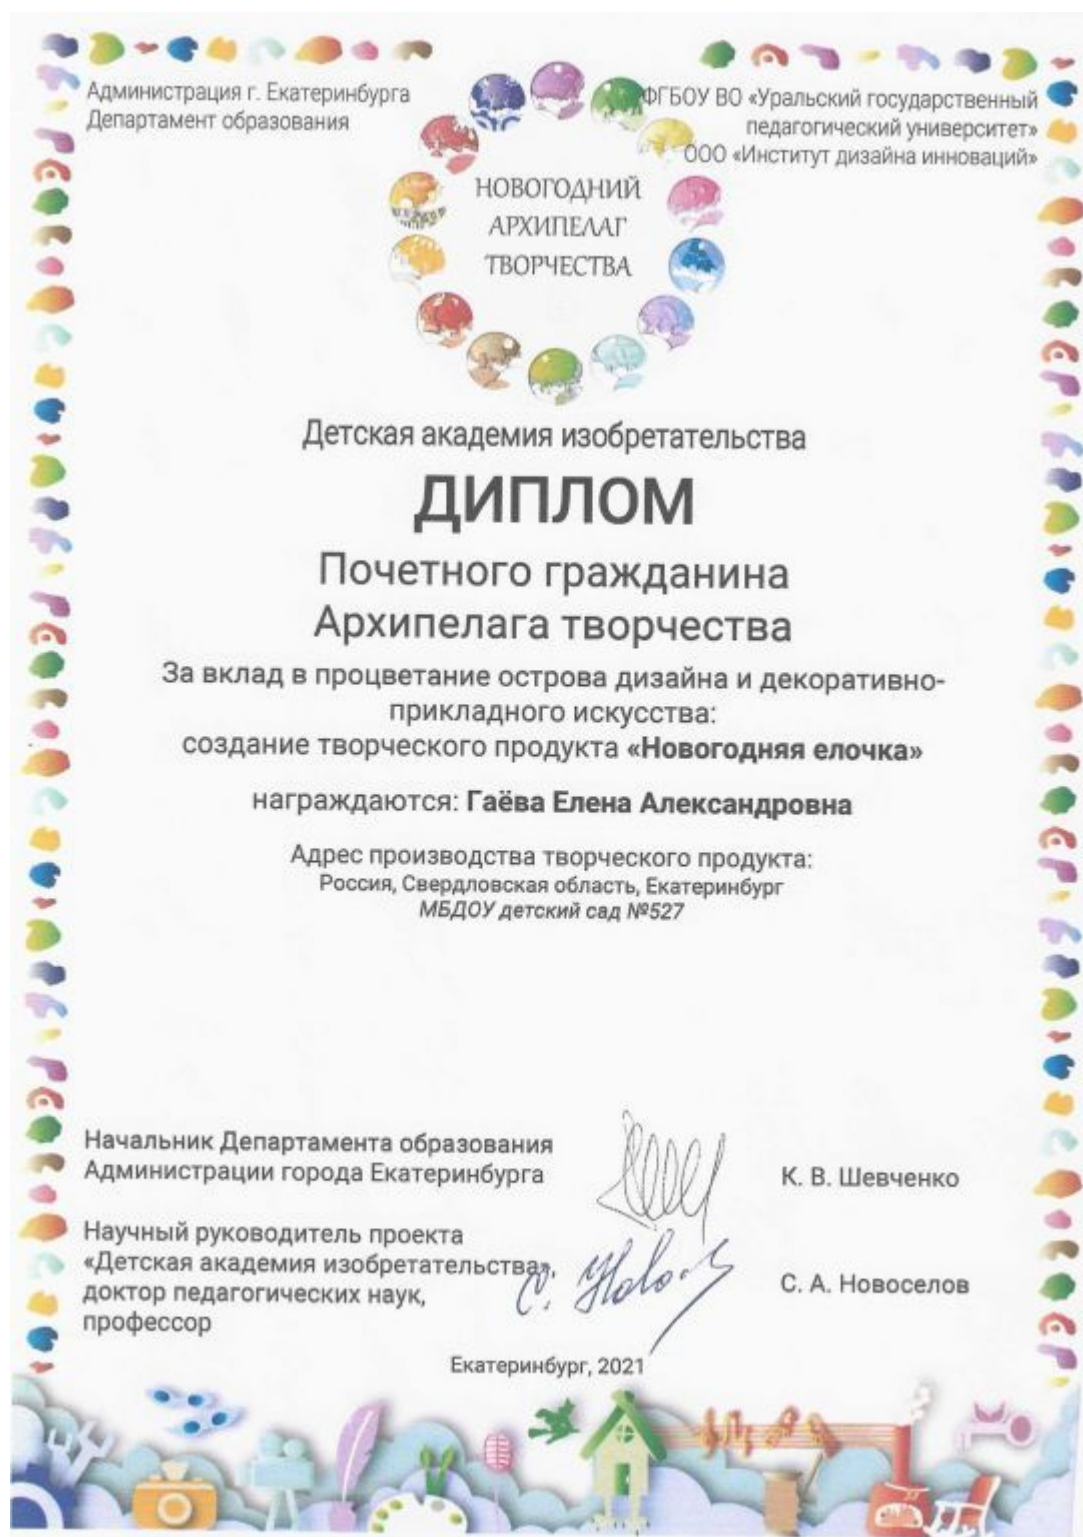 Администрация г. Екатеринбурга
Департамент образования
ФГБОУ ВО «Уральский государственный
педагогический университет»
ООО «Институт дизайна инноваций»
НОВОГОДНИЙ
АРХИПЕЛАГ
ТВОРЧЕСТВА
Детская академия изобретательства
ДИПЛОМ
Почетного гражданина
Архипелага творчества
За вклад в процветание острова дизайна и декоративно-
прикладного искусства:
создание творческого продукта «Новогодняя елочка»
награждаются: Гаёва Елена Александровна
Адрес производства творческого продукта:
Россия, Свердловская область, Екатеринбург
МБДОУ детский сад №527
Начальник Департамента образования
Администрации города Екатеринбурга
К. В. Шевченко
Научный руководитель проекта
«Детская академия изобретательства»,
доктор педагогических наук,
профессор
С. А. Новоселов
Екатеринбург, 2021